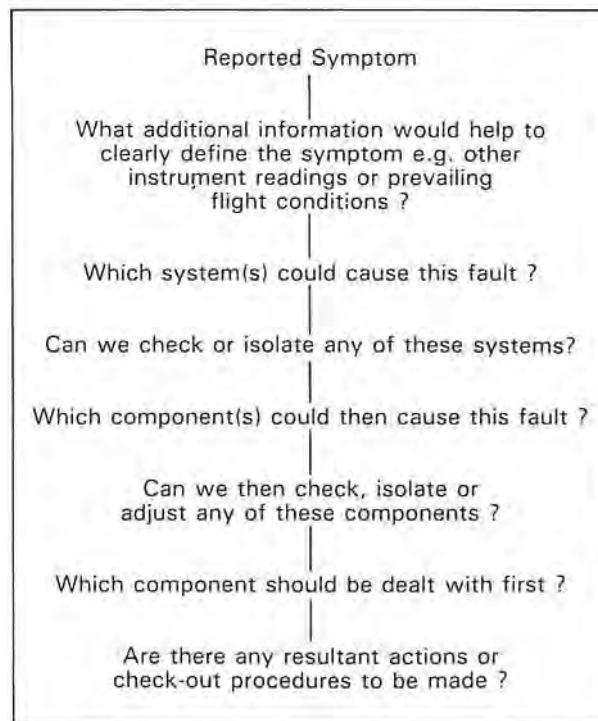 Reported Symptom
What additional information would help to
clearly define the symptom e.g. other
instrument readings or prevailing
flight conditions ?
Which system(s) could cause this fault ?
Can we check or isolate any of these systems?
Which component(s) could then cause this fault ?
Can we then check, isolate or
adjust any of these components ?
Which component should be dealt with first ?
Are there any resultant actions or
check-out procedures to be made ?